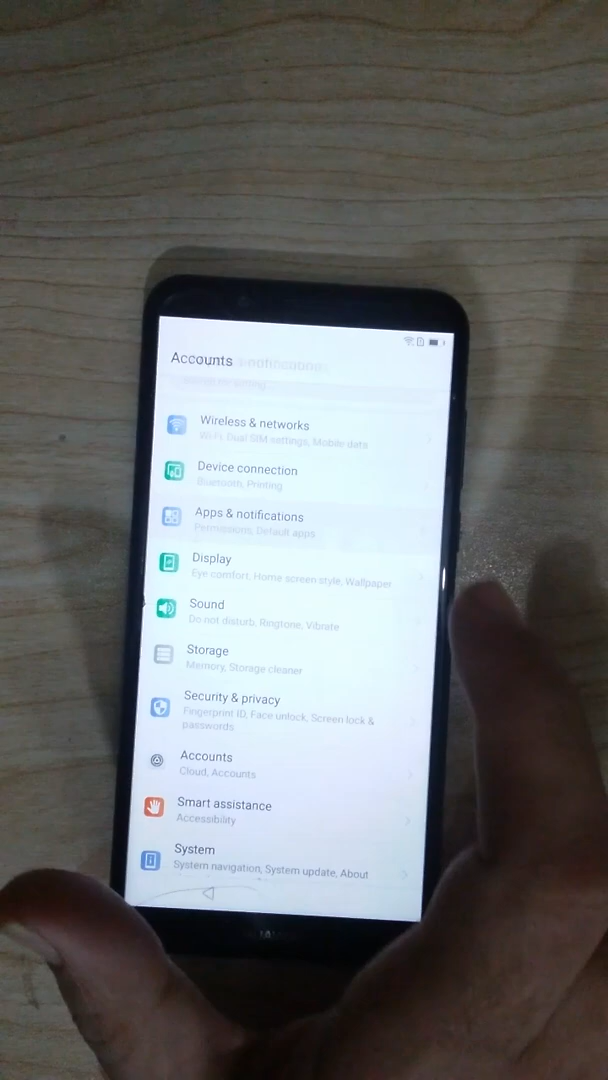 Accounts
Wireless & networks
Wi-Fi, Dual SIM settings, Mobile data
Device connection
Bluetooth, Printing
Apps & notifications
Permissions, Default apps
Display
Eye comfort, Home screen style, Wallpaper
Sound
Do not disturb, Ringtone, Vibrate
Storage
Memory, Storage cleaner
Security & privacy
Fingerprint ID, Face unlock, Screen lock &
passwords
Accounts
Cloud, Accounts
Smart assistance
Accessibility
System
System navigation, System update, About